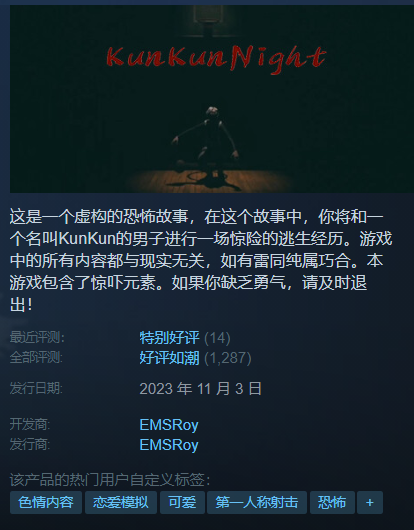 KunKunNight
这是一个虚构的恐怖故事，在这个故事中，你将和一
个名叫KunKun的男子进行一场惊险的逃生经历。游戏
中的所有内容都与现实无关，如有雷同纯属巧合。本
游戏包含了惊吓元素。如果你缺乏勇气，请及时退
出！
最近评测： 特别好评 (14)
全部评测: 好评如潮 (1,287)
发行日期: 2023 年 11 月 3 日
开发商: EMSRoy
发行商: EMSRoy
该产品的热门用户自定义标签：
色情内容 恋爱模拟 可爱 第一人称射击 恐怖 +